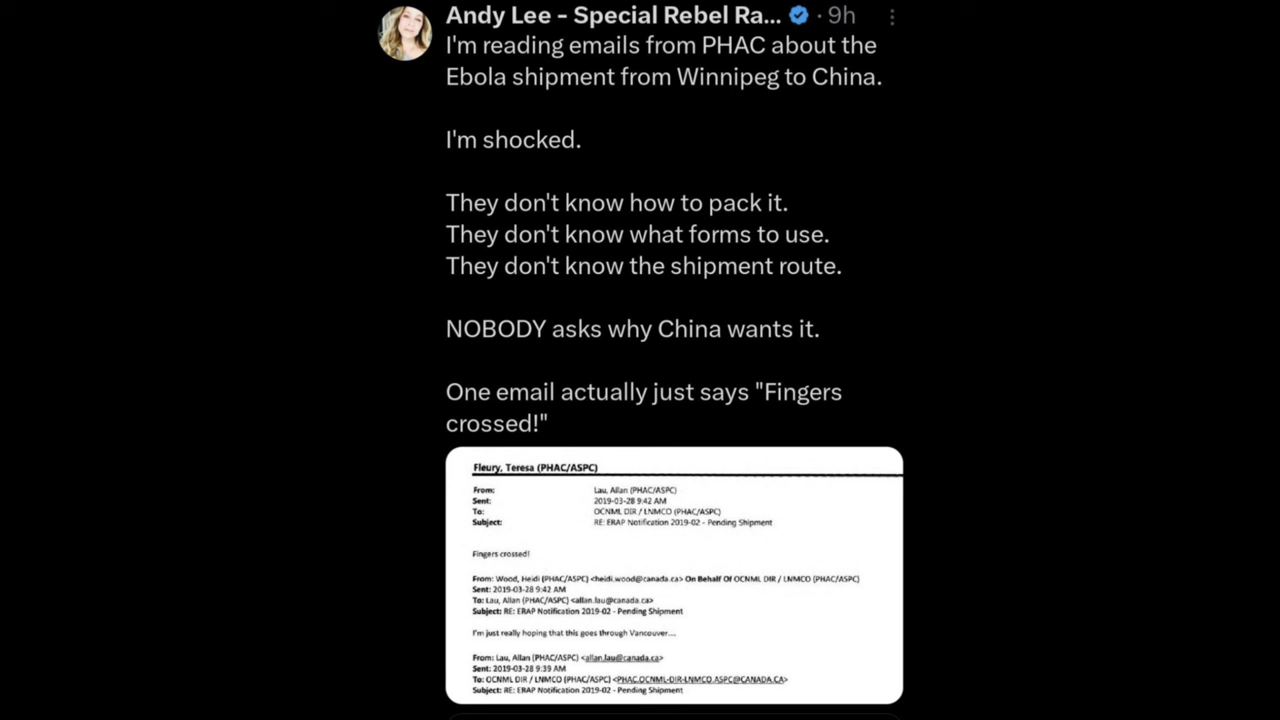 Andy Lee - Special Rebel Ra... · 9h
I'm reading emails from PHAC about the
Ebola shipment from Winnipeg to China.
I'm shocked.
They don't know how to pack it.
They don't know what forms to use.
They don't know the shipment route.
NOBODY asks why China wants it.
One email actually just says "Fingers
crossed!"
Fleury, Teresa (PHAC/ASPC)
From: Lau, Allan (PHAC/ASPC)
Sent: 2019-03-28 9:42 AM
To: OCNML DIR / LNMCO (PHAC/ASPC)
Subject: RE: ERAP Notification 2019-02 - Pending Shipment
Fingers crossed!
From: Wood, Heidi (PHAC/ASPC) <heidi.wood@canada.ca> On Behalf Of OCNML DIR / LNMCO (PHAC/ASPC)
Sent: 2019-03-28 9:42 AM
To: Lau, Allan (PHAC/ASPC) <allan.lau@canada.ca>
Subject: RE: ERAP Notification 2019-02 - Pending Shipment
I'm just really hoping that this goes through Vancouver....
From: Lau, Allan (PHAC/ASPC) <allan.lau@canada.ca>
Sent: 2019-03-28 9:39 AM
To: OCNML DIR / LNMCO (PHAC/ASPC) <PHAC.OCNML-DIR-LNMCO.ASPC@CANADA.CA>
Subject: RE: ERAP Notification 2019-02 - Pending Shipment